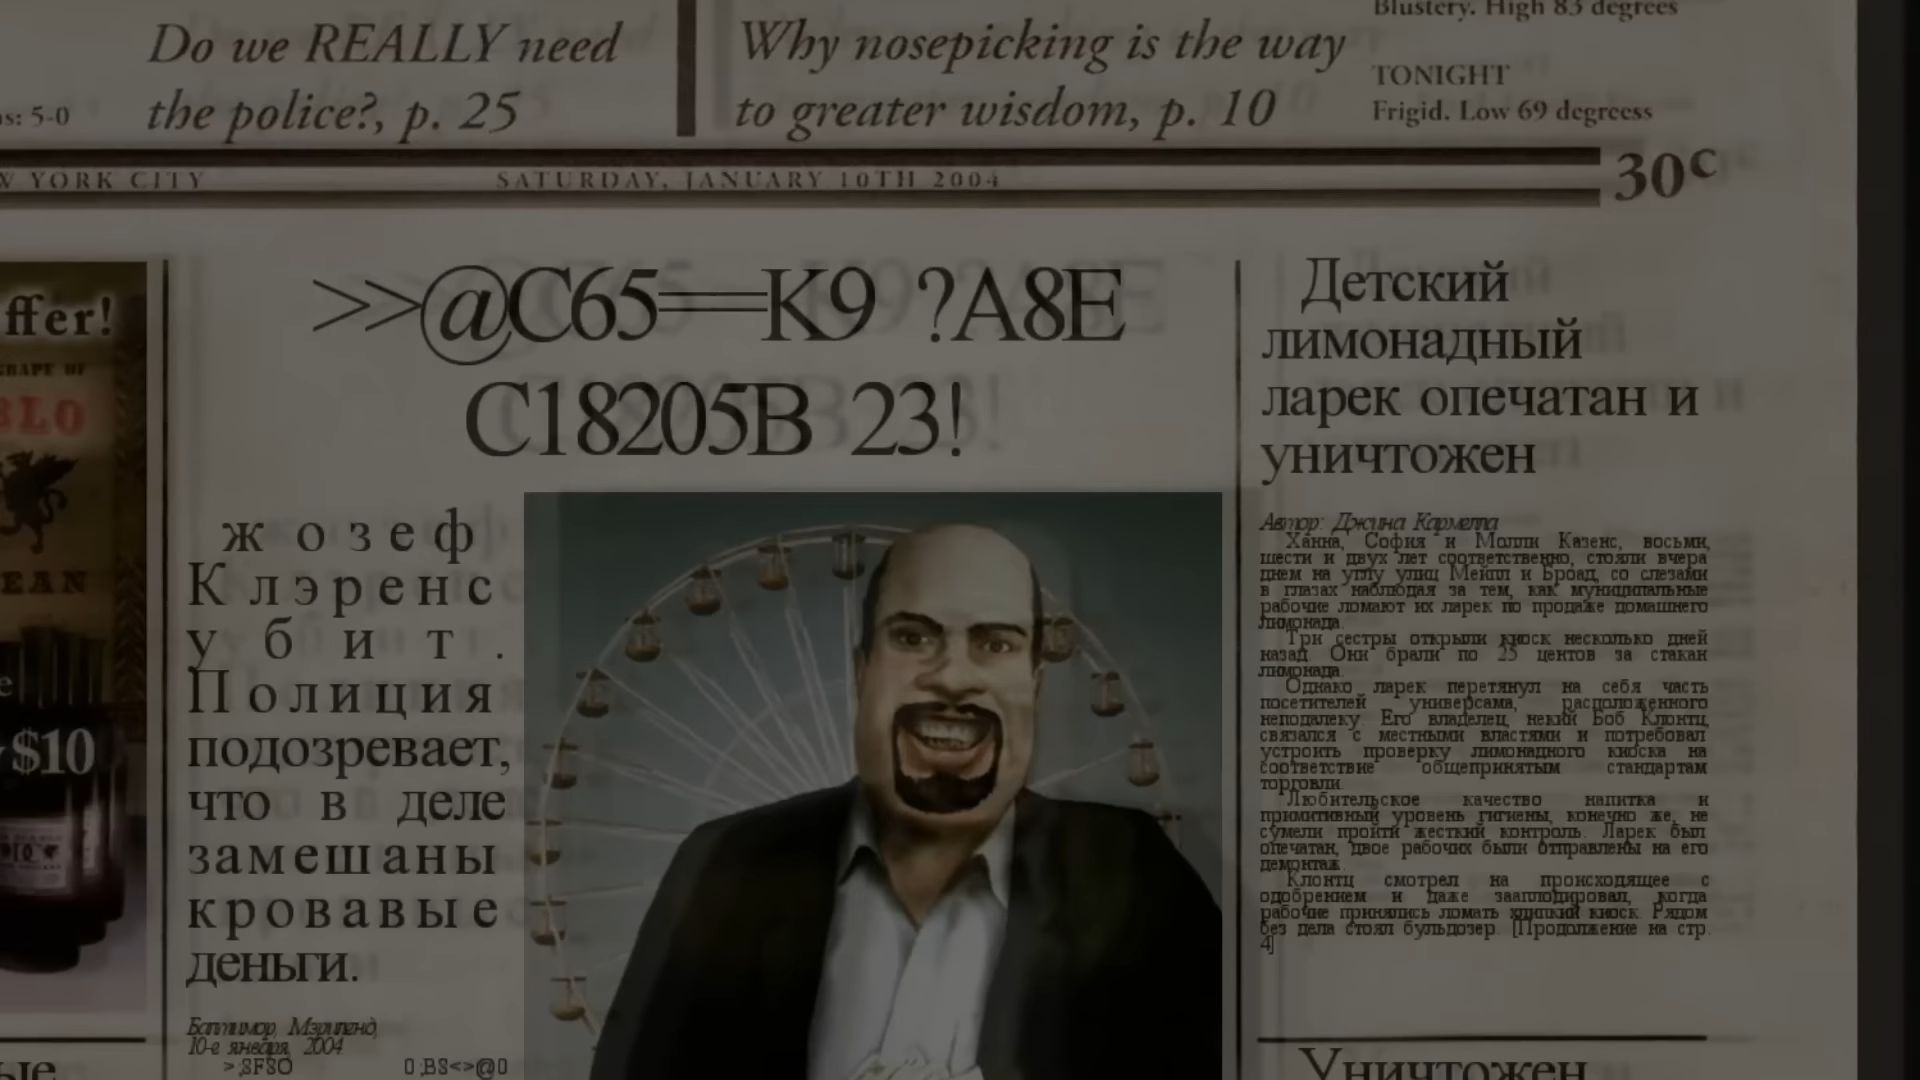 Do we REALLY need
the police?, p. 25
Why nosepicking is the way
to greater wisdom, p. 10
Blustery. High 83 degrees
TONIGHT
Frigid. Low 69 degreess
5-0
YORK CITY
SATURDAY, JANUARY 10TH 2004
30¢
ffer!
GRAPE OF
BLO
EAN
$10
>>@C65==K9 ?A8E
C18205B 23!
жозеф
Клэренс
убит.
Полиция
подозревает,
что в деле
замешаны
кровавые
деньги.
Балтимор, Мэриленд,
10-е января, 2004
>;SFSO 0;BS<>@0
Детский
лимонадный
ларек опечатан и
уничтожен
Автор: Джина Кармелла
Ханна, София и Молли Казенс, восьми,
шести и двух лет соответственно, стояли вчера
днем на углу улиц Мейпл и Броад, со слезами
в глазах наблюдая за тем, как муниципальные
рабочие ломают их ларек по продаже домашнего
лимонада.
Три сестры открыли киоск несколько дней
назад. Они брали по 25 центов за стакан
лимонада.
Однако ларек перетянул на себя часть
посетителей универсама, расположенного
неподалеку. Его владелец, некий Боб Клонтц,
связался с местными властями и потребовал
устроить проверку лимонадного киоска на
соответствие общепринятым стандартам
торговли.
Любительское качество напитка и
примитивный уровень гигиены, конечно же, не
сумели пройти жесткий контроль. Ларек был
опечатан, двое рабочих были отправлены на его
демонтаж.
Клонтц смотрел на происходящее с
одобрением и даже зааплодировал, когда
рабочие принялись ломать хлипкий киоск. Рядом
без дела стоял бульдозер. [Продолжение на стр.
4]
Уничтожен